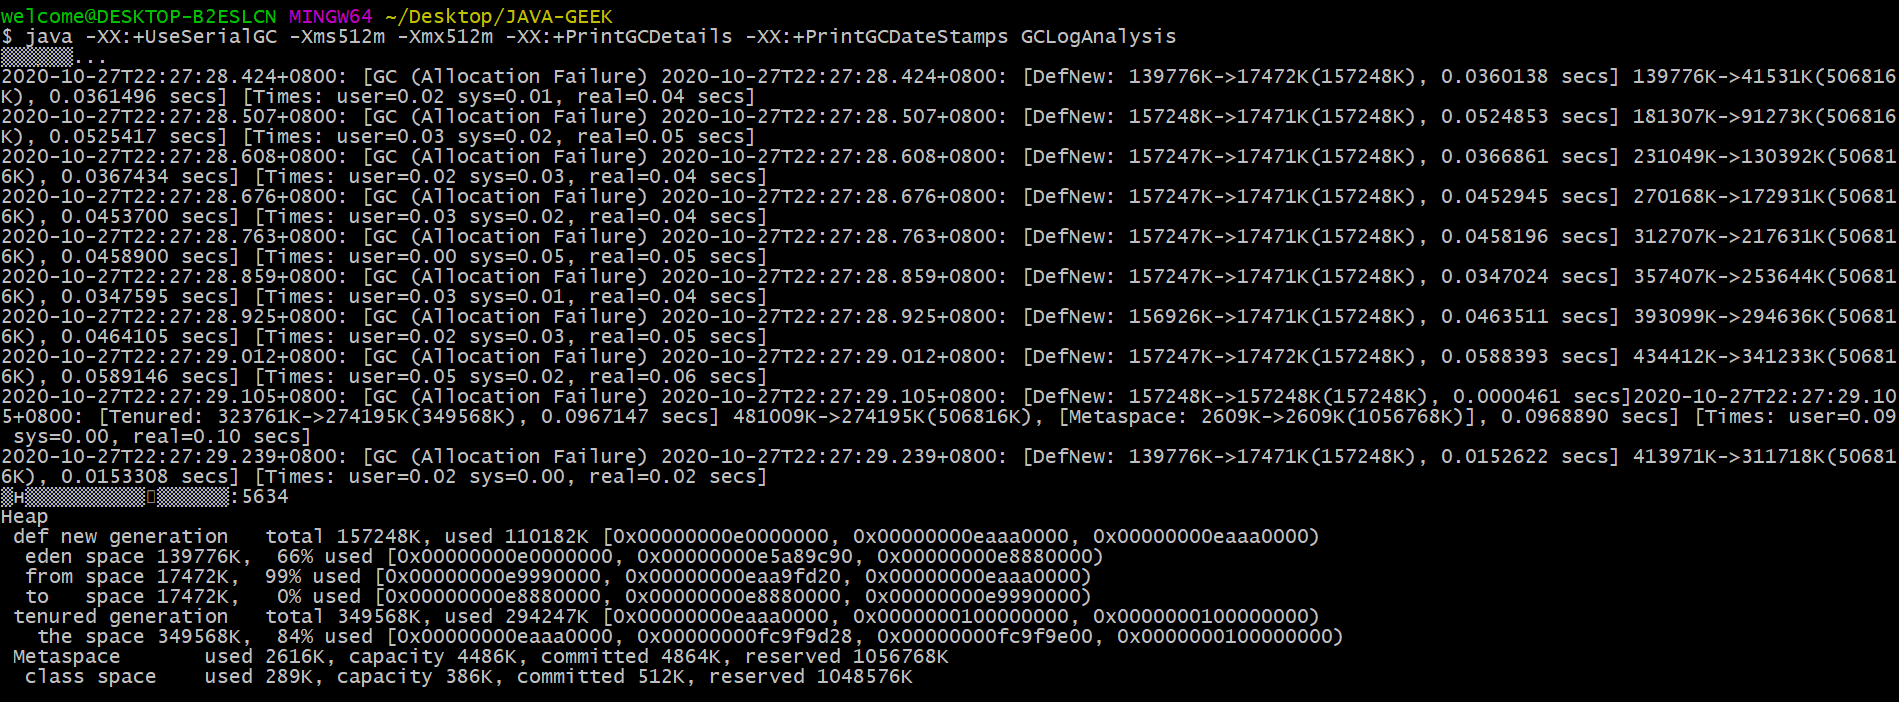 welcome@DESKTOP-B2ESLCN MINGW64 ~/Desktop/JAVA-GEEK
$ java -XX:+UseSerialGC -Xms512m -Xmx512m -XX:+PrintGCDetails -XX:+PrintGCDateStamps GCLogAnalysis
...
2020-10-27T22:27:28.424+0800: [GC (Allocation Failure) 2020-10-27T22:27:28.424+0800: [DefNew: 139776K->17472K(157248K), 0.0360138 secs] 139776K->41531K(506816
K), 0.0361496 secs] [Times: user=0.02 sys=0.01, real=0.04 secs]
2020-10-27T22:27:28.507+0800: [GC (Allocation Failure) 2020-10-27T22:27:28.507+0800: [DefNew: 157248K->17471K(157248K), 0.0524853 secs] 181307K->91273K(506816
K), 0.0525417 secs] [Times: user=0.03 sys=0.02, real=0.05 secs]
2020-10-27T22:27:28.608+0800: [GC (Allocation Failure) 2020-10-27T22:27:28.608+0800: [DefNew: 157247K->17471K(157248K), 0.0366861 secs] 231049K->130392K(50681
6K), 0.0367434 secs] [Times: user=0.02 sys=0.03, real=0.04 secs]
2020-10-27T22:27:28.676+0800: [GC (Allocation Failure) 2020-10-27T22:27:28.676+0800: [DefNew: 157247K->17471K(157248K), 0.0452945 secs] 270168K->172931K(50681
6K), 0.0453700 secs] [Times: user=0.03 sys=0.02, real=0.04 secs]
2020-10-27T22:27:28.763+0800: [GC (Allocation Failure) 2020-10-27T22:27:28.763+0800: [DefNew: 157247K->17471K(157248K), 0.0458196 secs] 312707K->217631K(50681
6K), 0.0458900 secs] [Times: user=0.00 sys=0.05, real=0.05 secs]
2020-10-27T22:27:28.859+0800: [GC (Allocation Failure) 2020-10-27T22:27:28.859+0800: [DefNew: 157247K->17471K(157248K), 0.0347024 secs] 357407K->253644K(50681
6K), 0.0347595 secs] [Times: user=0.03 sys=0.01, real=0.04 secs]
2020-10-27T22:27:28.925+0800: [GC (Allocation Failure) 2020-10-27T22:27:28.925+0800: [DefNew: 156926K->17471K(157248K), 0.0463511 secs] 393099K->294636K(50681
6K), 0.0464105 secs] [Times: user=0.02 sys=0.03, real=0.05 secs]
2020-10-27T22:27:29.012+0800: [GC (Allocation Failure) 2020-10-27T22:27:29.012+0800: [DefNew: 157247K->17472K(157248K), 0.0588393 secs] 434412K->341233K(50681
6K), 0.0589146 secs] [Times: user=0.05 sys=0.02, real=0.06 secs]
2020-10-27T22:27:29.105+0800: [GC (Allocation Failure) 2020-10-27T22:27:29.105+0800: [DefNew: 157248K->157248K(157248K), 0.0000461 secs]2020-10-27T22:27:29.10
5+0800: [Tenured: 323761K->274195K(349568K), 0.0967147 secs] 481009K->274195K(506816K), [Metaspace: 2609K->2609K(1056768K)], 0.0968890 secs] [Times: user=0.09
 sys=0.00, real=0.10 secs]
2020-10-27T22:27:29.239+0800: [GC (Allocation Failure) 2020-10-27T22:27:29.239+0800: [DefNew: 139776K->17471K(157248K), 0.0152622 secs] 413971K->311718K(50681
6K), 0.0153308 secs] [Times: user=0.02 sys=0.00, real=0.02 secs]
:5634
Heap
 def new generation   total 157248K, used 110182K [0x00000000e0000000, 0x00000000eaaa0000, 0x00000000eaaa0000)
  eden space 139776K,  66% used [0x00000000e0000000, 0x00000000e5a89c90, 0x00000000e8880000)
  from space 17472K,  99% used [0x00000000e9990000, 0x00000000eaa9fd20, 0x00000000eaaa0000)
  to   space 17472K,   0% used [0x00000000e8880000, 0x00000000e8880000, 0x00000000e9990000)
 tenured generation   total 349568K, used 294247K [0x00000000eaaa0000, 0x0000000100000000, 0x0000000100000000)
   the space 349568K,  84% used [0x00000000eaaa0000, 0x00000000fc9f9d28, 0x00000000fc9f9e00, 0x0000000100000000)
 Metaspace       used 2616K, capacity 4486K, committed 4864K, reserved 1056768K
  class space    used 289K, capacity 386K, committed 512K, reserved 1048576K